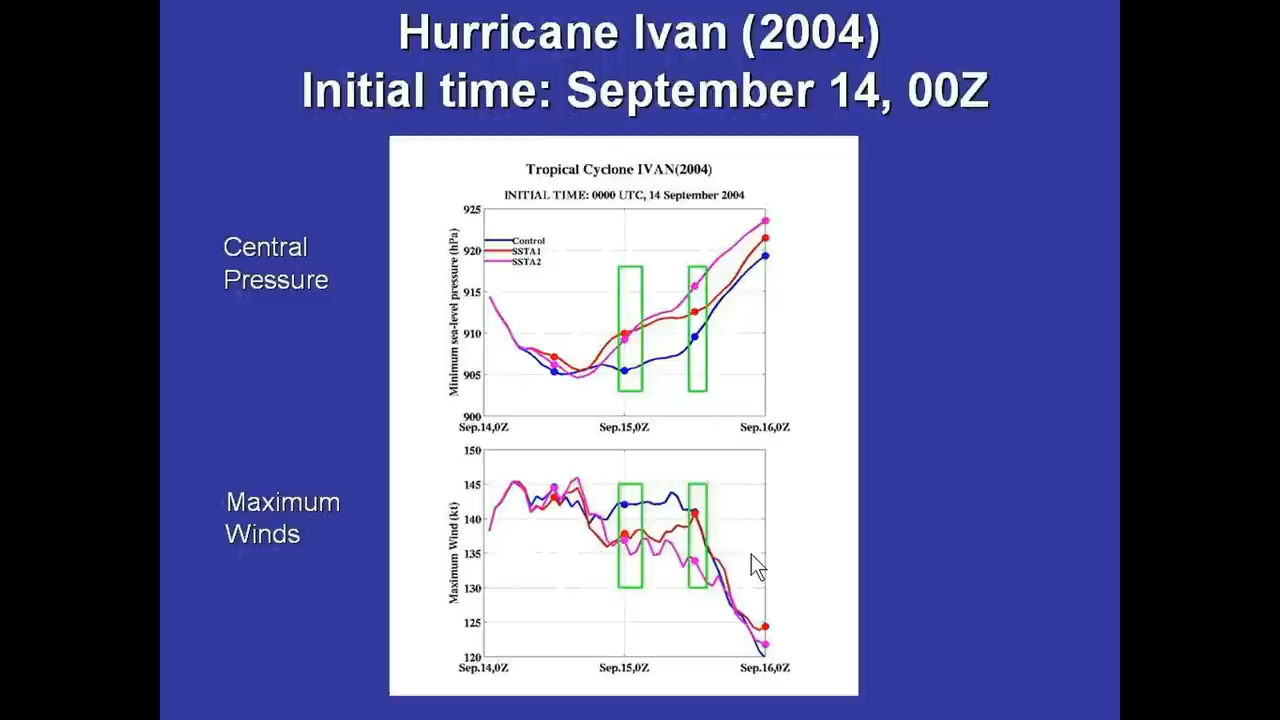 Hurricane Ivan (2004)
Initial time: September 14, 00Z
Tropical Cyclone IVAN(2004)
INITIAL TIME: 0000 UTC, 14 September 2004
Central
Pressure
Minimum sea-level pressure (hPa)
925
920
915
910
905
900
Control
SSTA1
SSTA2
Sep.14,0Z
Sep.15,0Z
Sep.16,0Z
Maximum
Winds
Maximum Wind (kt)
150
145
140
135
130
125
120
Sep.14,0Z
Sep.15,0Z
Sep.16,0Z